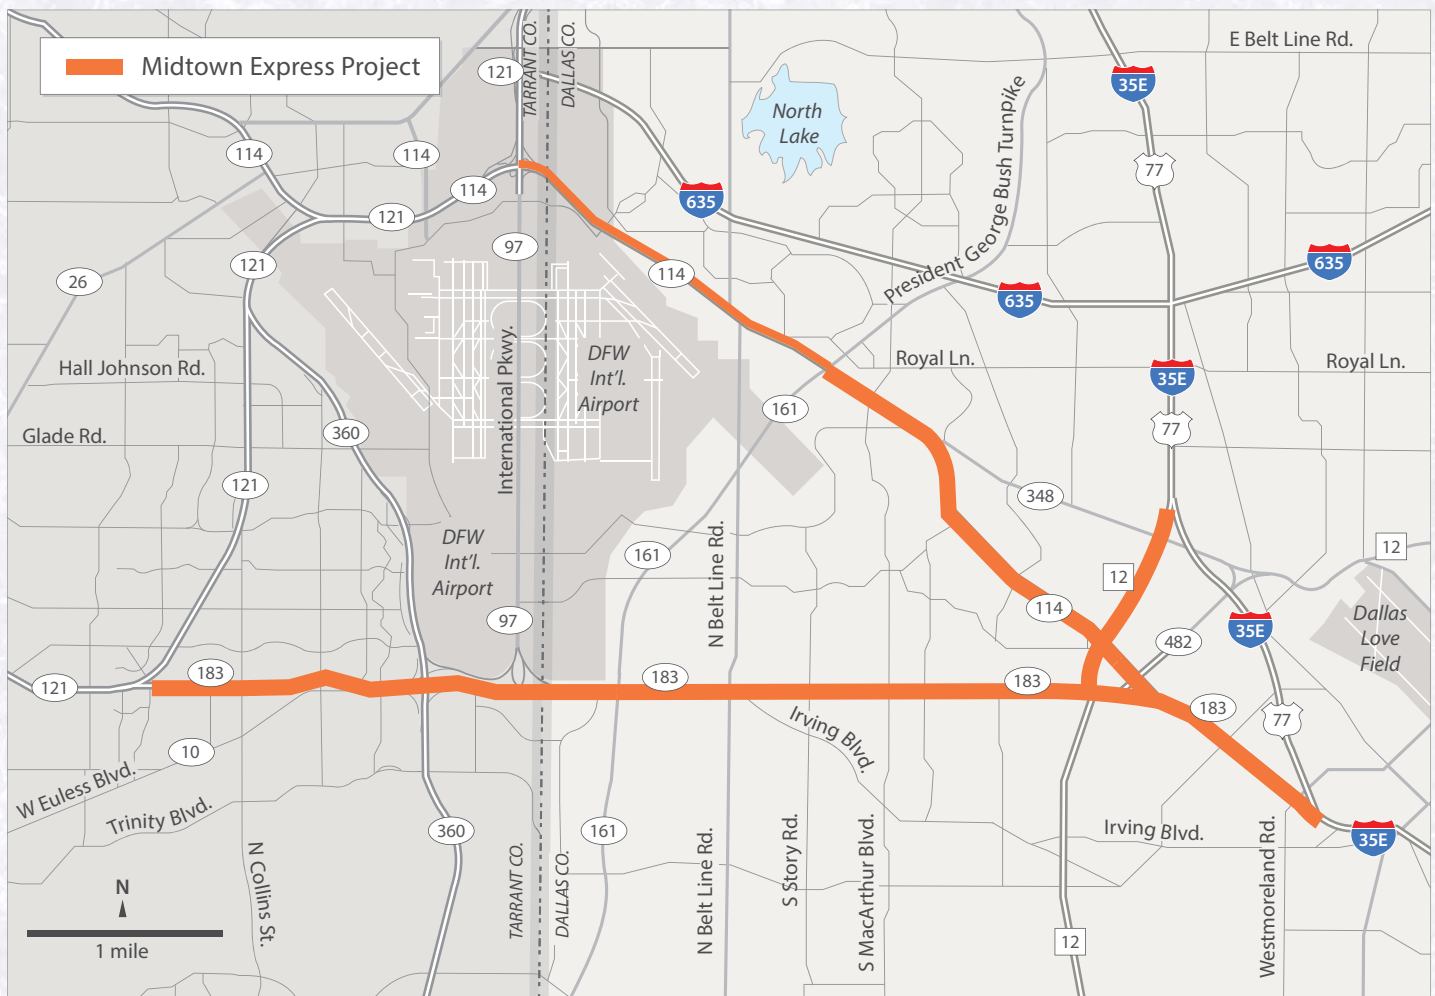 Midtown Express Project
TARRANT CO.
DALLAS CO.
E Belt Line Rd.
121
35E
North
Lake
President George Bush Turnpike
114
114
77
114
635
121
97
121
114
635
26
635
International Pkwy.
DFW
Int'l.
Airport
Royal Ln.
Royal Ln.
Hall Johnson Rd.
35E
161
Glade Rd.
360
77
121
348
DFW
Int'l.
Airport
161
N Belt Line Rd.
12
12
114
97
35E
Dallas
Love
Field
482
183
121
183
183
183
77
Irving Blvd.
10
W Euless Blvd.
Trinity Blvd.
360
161
Irving Blvd.
35E
N Collins St.
TARRANT CO.
DALLAS CO.
N Belt Line Rd.
S Story Rd.
S MacArthur Blvd.
Westmoreland Rd.
N
1 mile
12